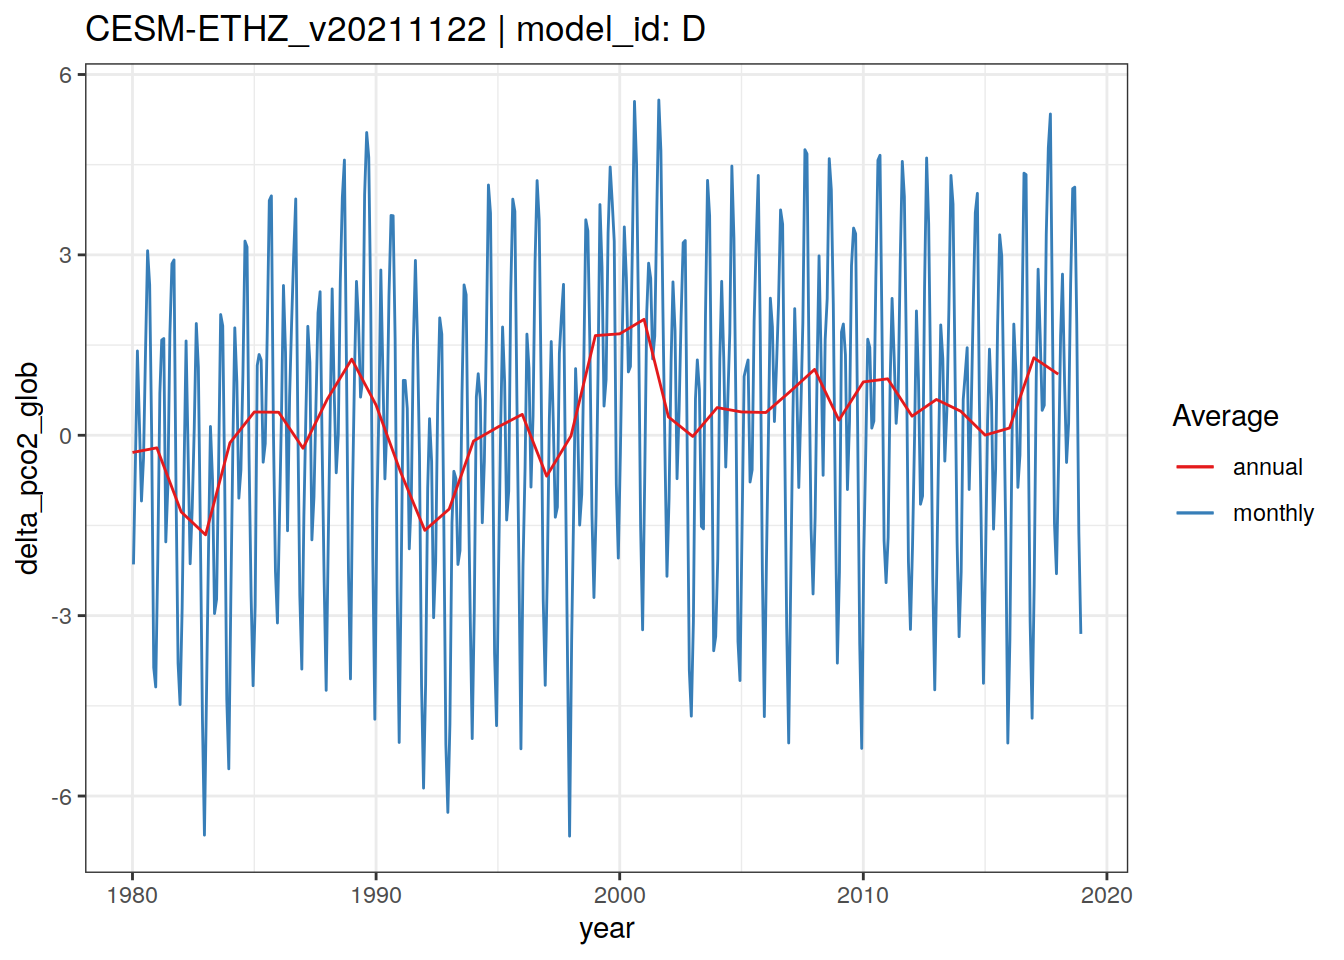 CESM-ETHZ_v20211122 | model_id: D
6
3
0
-3
-6
delta_pco2_glob
1980
1990
2000
2010
2020
year
Average
annual
monthly